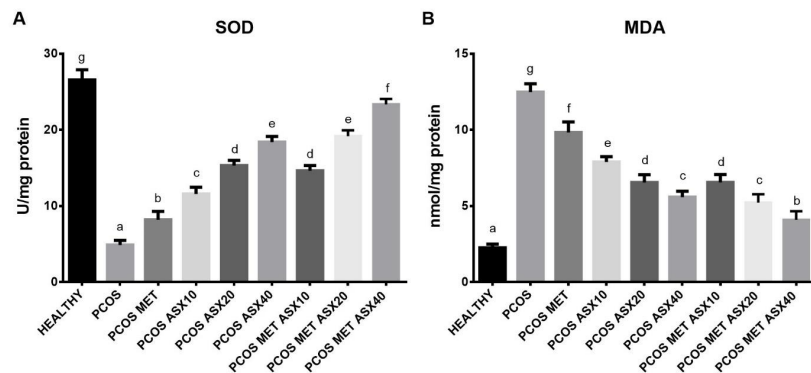 A
SOD
U/mg protein
30
20
10
0
g
a
b
c
d
e
d
e
f
HEALTHY
PCOS
PCOS MET
PCOS ASX10
PCOS ASX20
PCOS ASX40
PCOS MET ASX10
PCOS MET ASX20
PCOS MET ASX40
B
MDA
nmol/mg protein
15
10
5
0
a
g
f
e
d
c
d
c
b
HEALTHY
PCOS
PCOS MET
PCOS ASX10
PCOS ASX20
PCOS ASX40
PCOS MET ASX10
PCOS MET ASX20
PCOS MET ASX40